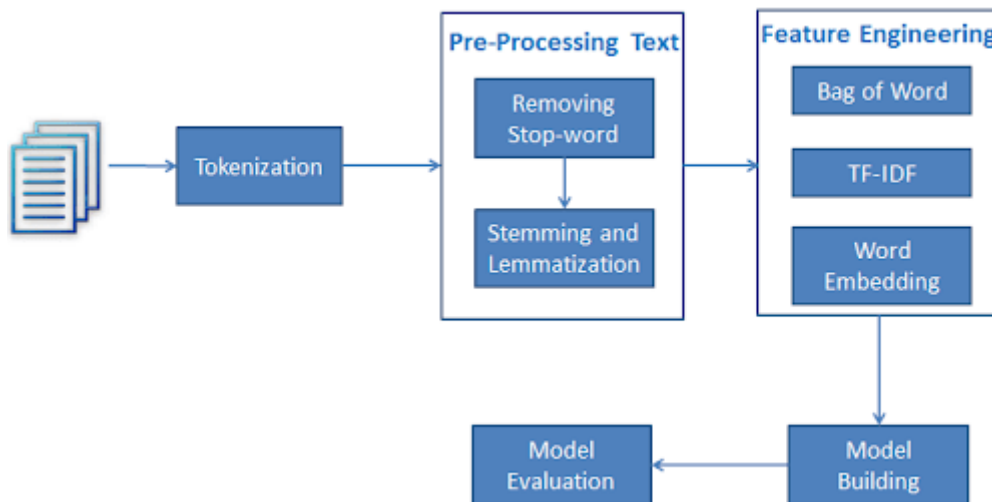 Pre-Processing Text
Feature Engineering
Removing
Stop-word
Bag of Word
Tokenization
TF-IDF
Stemming and
Lemmatization
Word
Embedding
Model
Evaluation
Model
Building